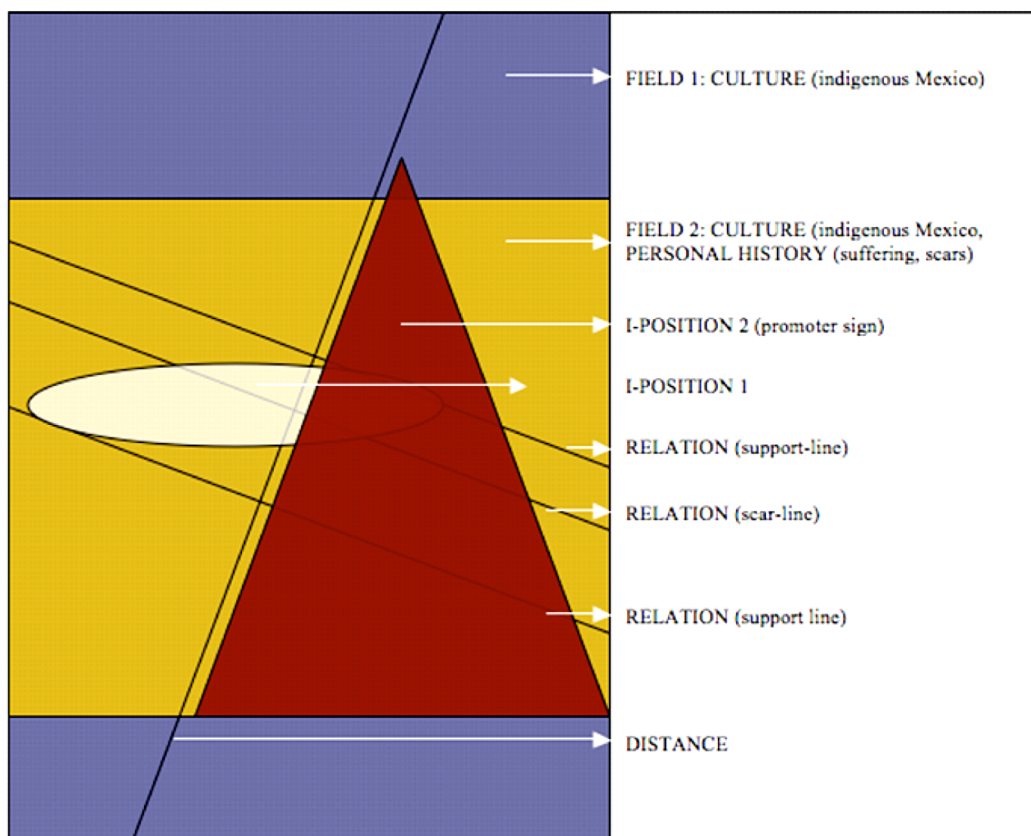 FIELD 1: CULTURE (indigenous Mexico)
FIELD 2: CULTURE (indigenous Mexico,
PERSONAL HISTORY (suffering, scars)
I-POSITION 2 (promoter sign)
I-POSITION 1
RELATION (support-line)
RELATION (scar-line)
RELATION (support line)
DISTANCE